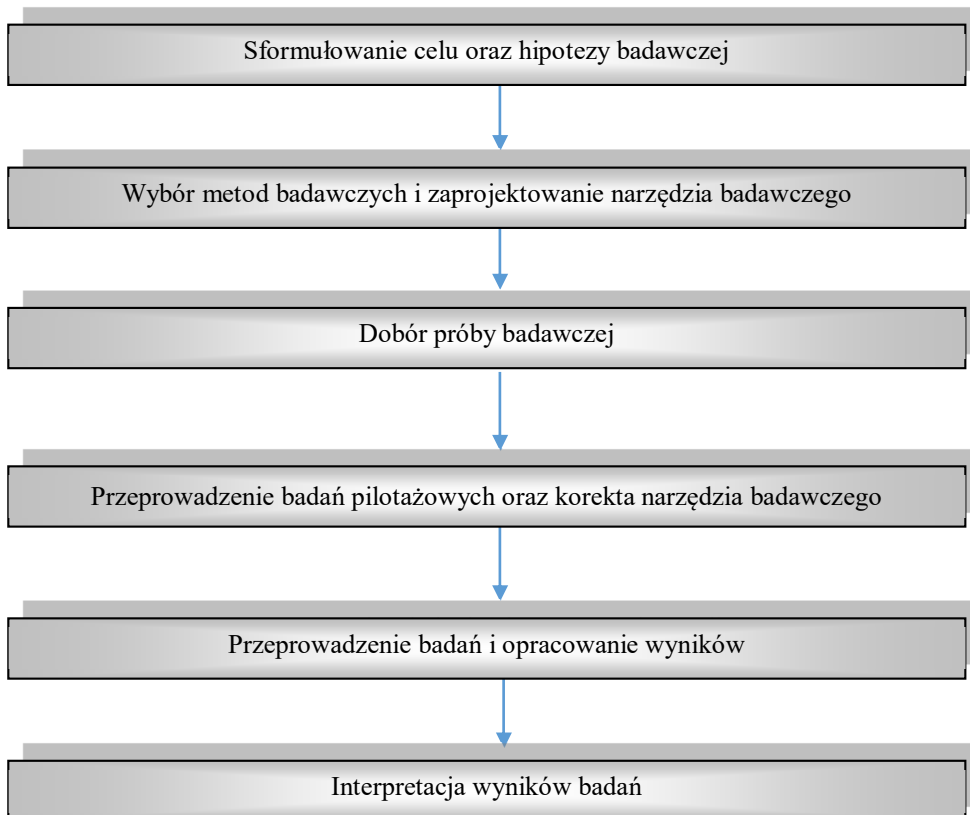 Sformułowanie celu oraz hipotezy badawczej
Wybór metod badawczych i zaprojektowanie narzędzia badawczego
Dobór próby badawczej
Przeprowadzenie badań pilotażowych oraz korekta narzędzia badawczego
Przeprowadzenie badań i opracowanie wyników
Interpretacja wyników badań